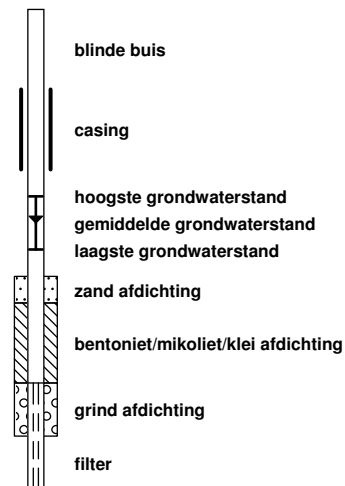 blinde buis
casing
hoogste grondwaterstand
gemiddelde grondwaterstand
laagste grondwaterstand
zand afdichting
bentoniet/mikoliet/klei afdichting
grind afdichting
filter